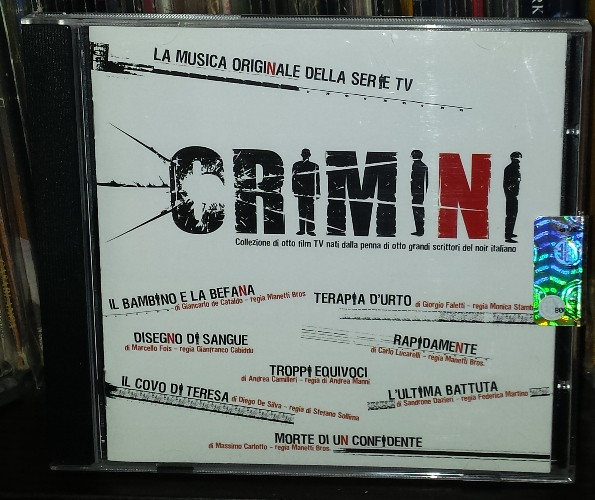 LA MUSICA ORIGINALE DELLA SERIE TV
CRIMINI
Collezione di otto film TV nati dalla penna di otto grandi scrittori del noir italiano
IL BAMBINO E LA BEFANA
di Giancarlo de Cataldo - regia Manetti Bros
TERAPIA D'URTO di Giorgio Faletti - regia Monica
DISEGNO DI SANGUE
di Marcello Fois - regia Gianfranco Cabiddu
RAPIDAMENTE
di Carlo Lucarelli - regia Manetti Bros.
TROPPI EQUIVOCI
di Andrea Camilleri - regia di Andrea Manni
IL COVO DI TERESA di Diego De Silva - regia di Stefano Sollima
L'ULTIMA BATTUTA
di Sandrone Dazieri - regia Federica Martino
MORTE DI UN CONFIDENTE
di Massimo Carlotto - regia Manetti Bros.